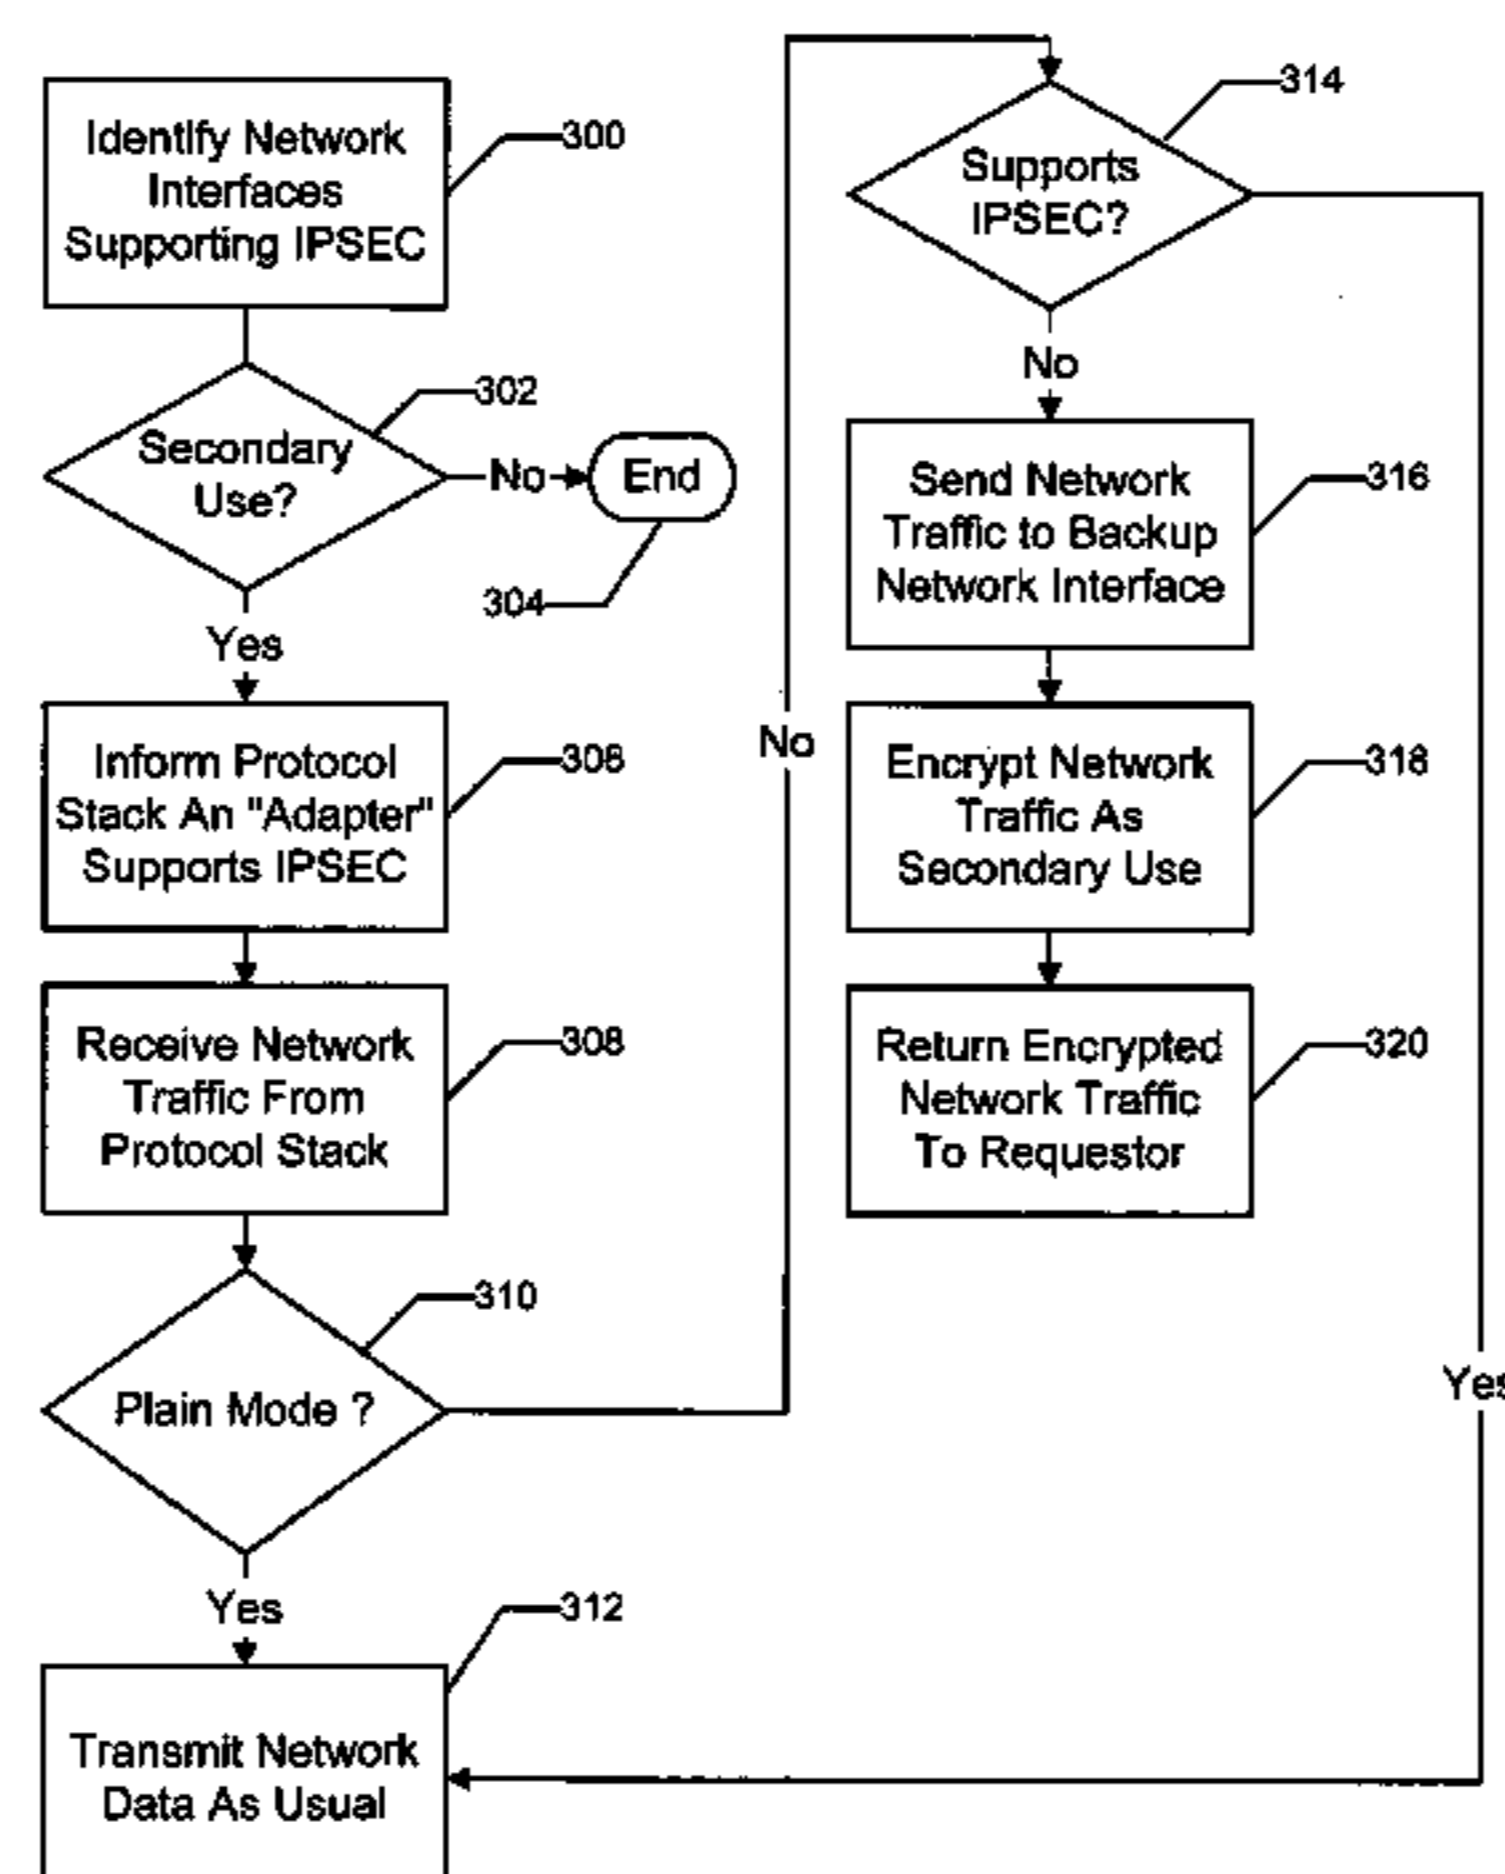 Identify Network
Interfaces
Supporting IPSEC
300
Secondary
Use?
302
No
End
304
Yes
Inform Protocol
Stack An "Adapter"
Supports IPSEC
306
Receive Network
Traffic From
Protocol Stack
308
Plain Mode ?
310
No
Yes
Transmit Network
Data As Usual
312
Supports
IPSEC?
314
No
Yes
Send Network
Traffic to Backup
Network Interface
316
Encrypt Network
Traffic As
Secondary Use
318
Return Encrypted
Network Traffic
To Requestor
320